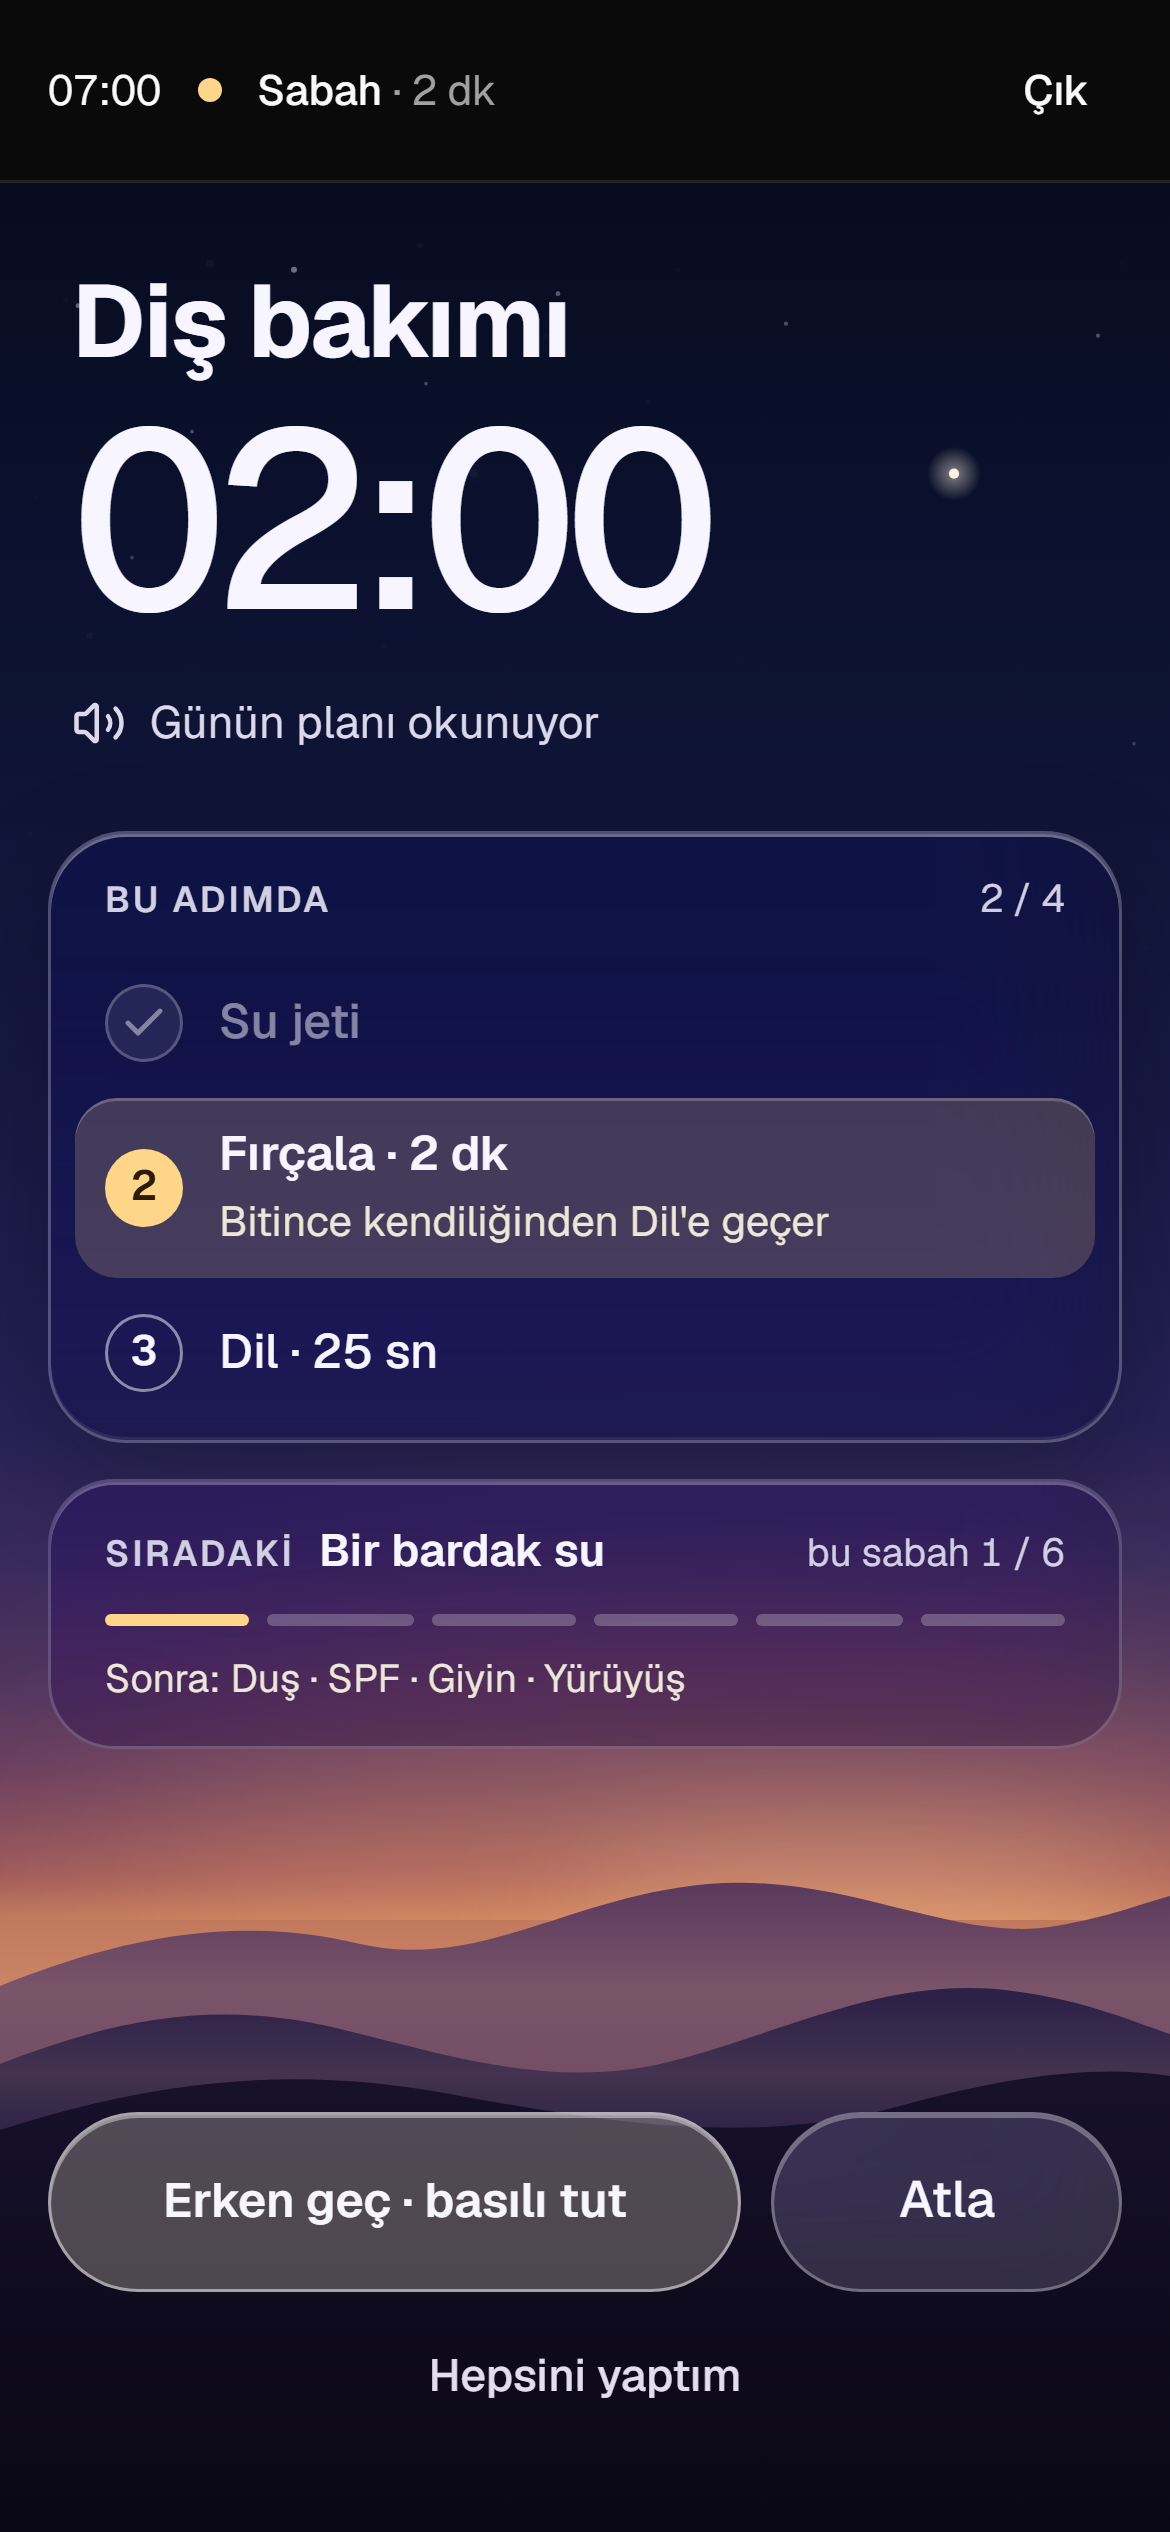 07:00 Sabah · 2 dk Çık
Diş bakımı
02:00
Günün planı okunuyor
BU ADIMDA 2 / 4
Su jeti
2 Fırçala · 2 dk
Bitince kendiliğinden Dil'e geçer
3 Dil · 25 sn
SIRADAKİ Bir bardak su bu sabah 1 / 6
Sonra: Duş · SPF · Giyin · Yürüyüş
Erken geç · basılı tut Atla
Hepsini yaptım